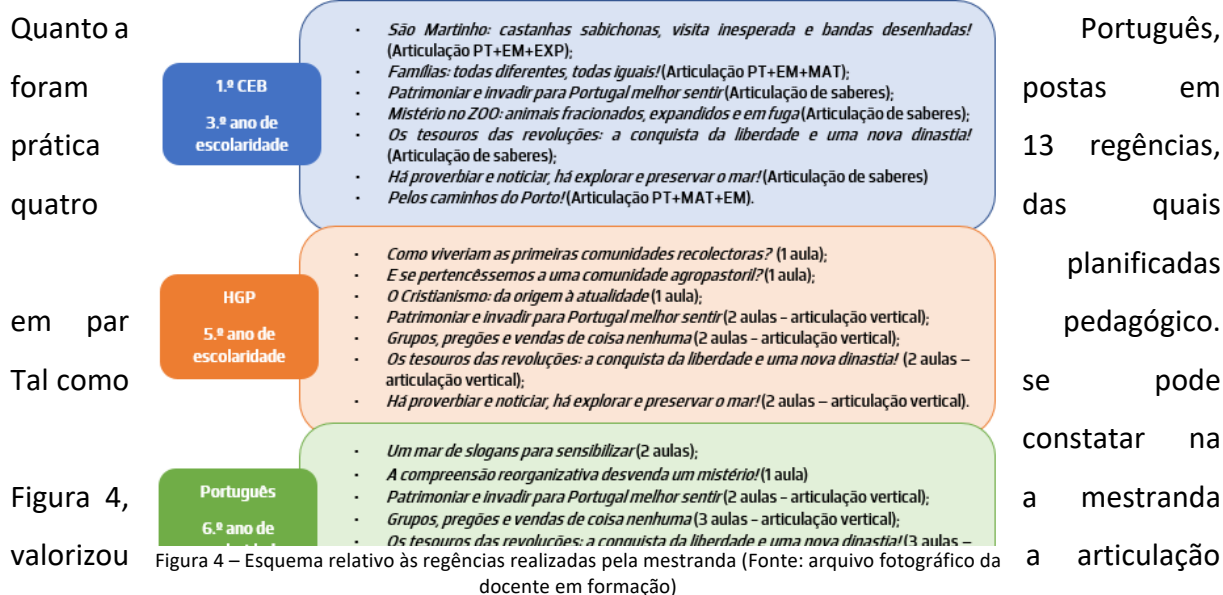 Quanto a Português,
foram postas em
prática 13 regências,
quatro das quais
planificadas
em par pedagógico.
Tal como se pode
constatar na
Figura 4, a mestranda
valorizou a articulação
1.º CEB
3.º ano de
escolaridade
· São Martinho: castanhas sabichonas, visita inesperada e bandas desenhadas!
(Articulação PT+EM+EXP);
· Famílias: todas diferentes, todas iguais! (Articulação PT+EM+MAT);
· Patrimoniar e invadir para Portugal melhor sentir (Articulação de saberes);
· Mistério no ZOO: animais fracionados, expandidos e em fuga (Articulação de saberes);
· Os tesouros das revoluções: a conquista da liberdade e uma nova dinastia!
(Articulação de saberes);
· Há proverbiar e noticiar, há explorar e preservar o mar! (Articulação de saberes)
· Pelos caminhos do Porto! (Articulação PT+MAT+EM).
HGP
5.º ano de
escolaridade
· Como viveriam as primeiras comunidades recolectoras? (1 aula);
· E se pertencêssemos a uma comunidade agropastoril? (1 aula);
· O Cristianismo: da origem à atualidade (1 aula);
· Patrimoniar e invadir para Portugal melhor sentir (2 aulas - articulação vertical);
· Grupos, pregões e vendas de coisa nenhuma (2 aulas - articulação vertical);
· Os tesouros das revoluções: a conquista da liberdade e uma nova dinastia! (2 aulas –
articulação vertical);
· Há proverbiar e noticiar, há explorar e preservar o mar! (2 aulas – articulação vertical).
Português
6.º ano de
· Um mar de slogans para sensibilizar (2 aulas);
· A compreensão reorganizativa desvenda um mistério! (1 aula)
· Patrimoniar e invadir para Portugal melhor sentir (2 aulas - articulação vertical);
· Grupos, pregões e vendas de coisa nenhuma (3 aulas - articulação vertical);
· Os tesouros das revoluções: a conquista da liberdade e uma nova dinastia! (3 aulas –
Figura 4 – Esquema relativo às regências realizadas pela mestranda (Fonte: arquivo fotográfico da
docente em formação)